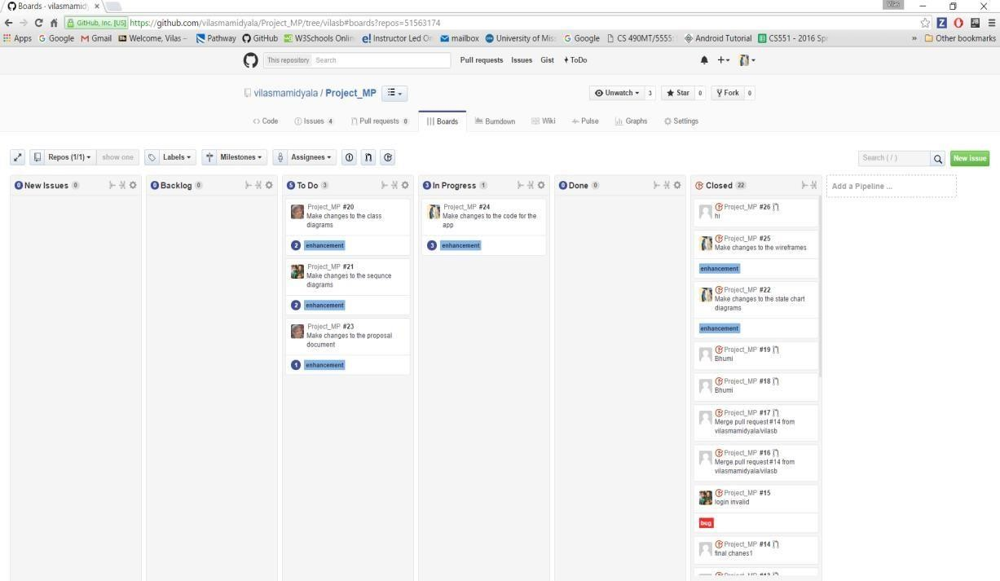 Boards - vilasmamidy
Vilas
GitHub, Inc. [US] https://github.com/vilasmamidyala/Project_MP/tree/vilasb#boards?repos=51563174
Apps Google Gmail Welcome, Vilas – Pathway GitHub W3Schools Onlin Instructor Led On mailbox University of Mis Google CS 490MT/5555: Android Tutorial CS551 - 2016 Spr » Other bookmarks
This repository Search Pull requests Issues Gist ToDo
vilasmamidyala / Project_MP Unwatch 3 Star 0 Fork 0
Code Issues 4 Pull requests 0 Boards Burndown Wiki Pulse Graphs Settings
Repos (1/1) show one Labels Milestones Assignees Search ( / ) New issue
0 New Issues 0
0 Backlog 0
5 To Do 3
Project_MP #20
Make changes to the class
diagrams
2 enhancement
Project_MP #21
Make changes to the sequnce
diagrams
2 enhancement
Project_MP #23
Make changes to the proposal
document
1 enhancement
3 In Progress 1
Project_MP #24
Make changes to the code for the
app
3 enhancement
0 Done 0
Closed 22
Project_MP #26
hi
Project_MP #25
Make changes to the wireframes
enhancement
Project_MP #22
Make changes to the state chart
diagrams
enhancement
Project_MP #19
Bhumi
Project_MP #18
Bhumi
Project_MP #17
Merge pull request #14 from
vilasmamidyala/vilasb
Project_MP #16
Merge pull request #14 from
vilasmamidyala/vilasb
Project_MP #15
login invalid
bug
Project_MP #14
final chanes1
Add a Pipeline ...